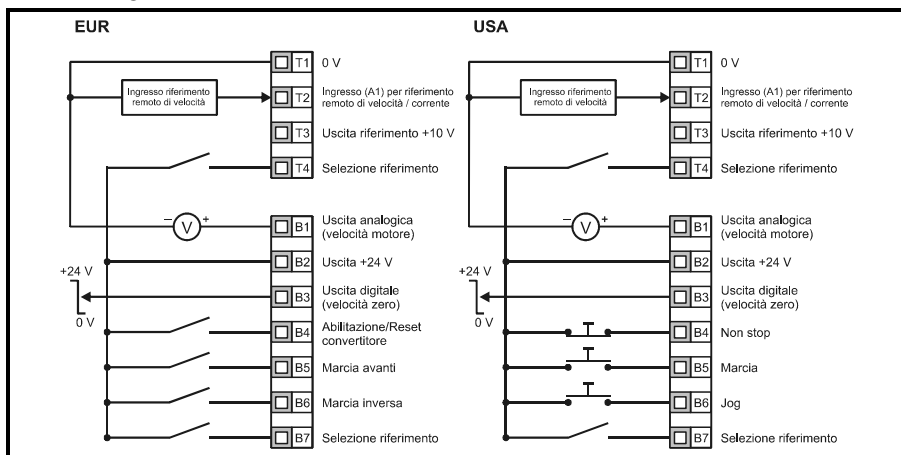 EUR
T1 0 V
Ingresso riferimento
remoto di velocità
T2 Ingresso (A1) per riferimento
remoto di velocità / corrente
T3 Uscita riferimento +10 V
T4 Selezione riferimento
– V +
B1 Uscita analogica
(velocità motore)
B2 Uscita +24 V
+24 V
0 V
B3 Uscita digitale
(velocità zero)
B4 Abilitazione/Reset
convertitore
B5 Marcia avanti
B6 Marcia inversa
B7 Selezione riferimento
USA
T1 0 V
Ingresso riferimento
remoto di velocità
T2 Ingresso (A1) per riferimento
remoto di velocità / corrente
T3 Uscita riferimento +10 V
T4 Selezione riferimento
– V +
B1 Uscita analogica
(velocità motore)
B2 Uscita +24 V
+24 V
0 V
B3 Uscita digitale
(velocità zero)
B4 Non stop
B5 Marcia
B6 Jog
B7 Selezione riferimento